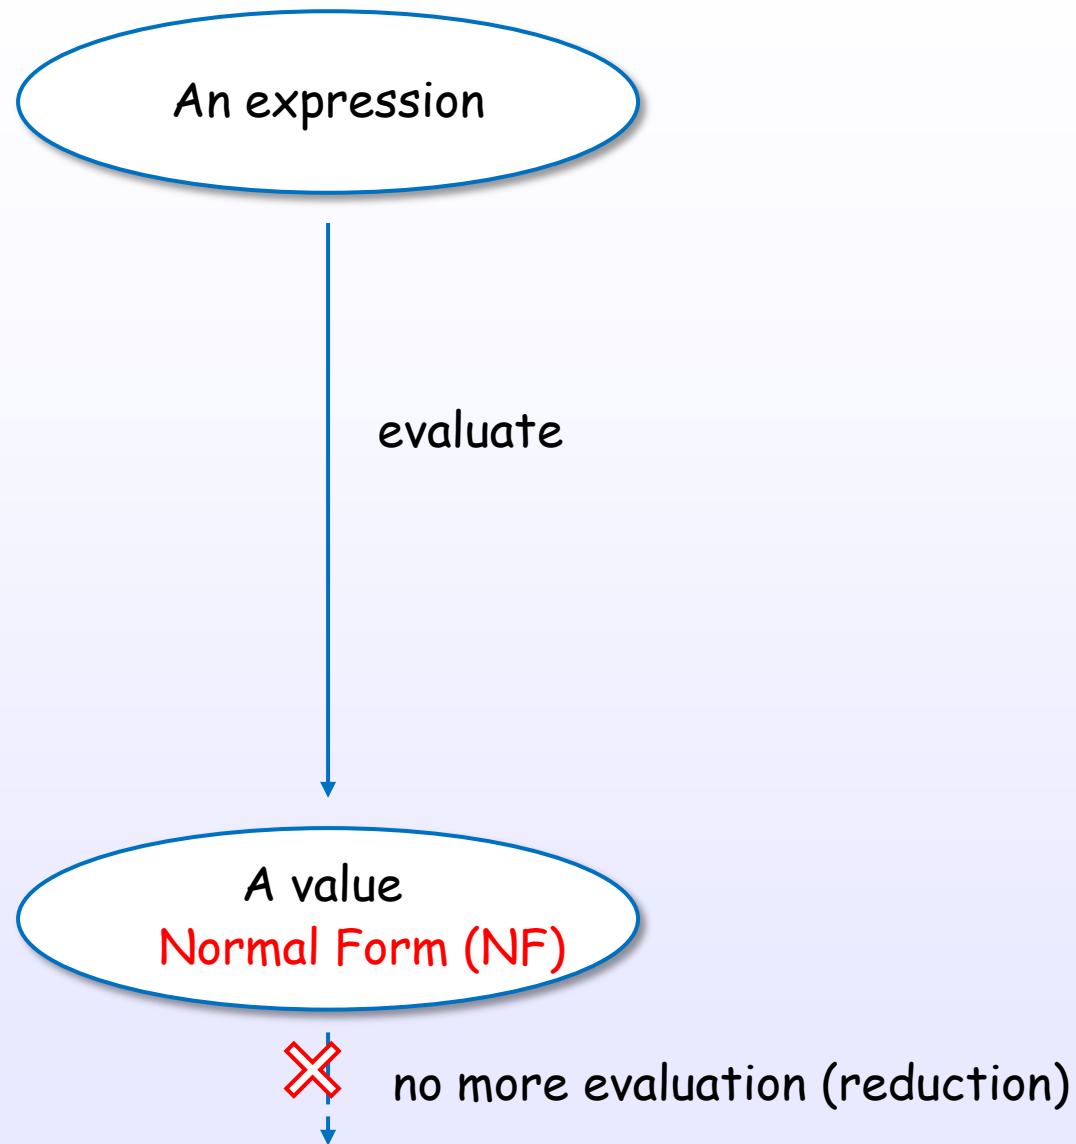 An expression
evaluate
A value
Normal Form (NF)
no more evaluation (reduction)